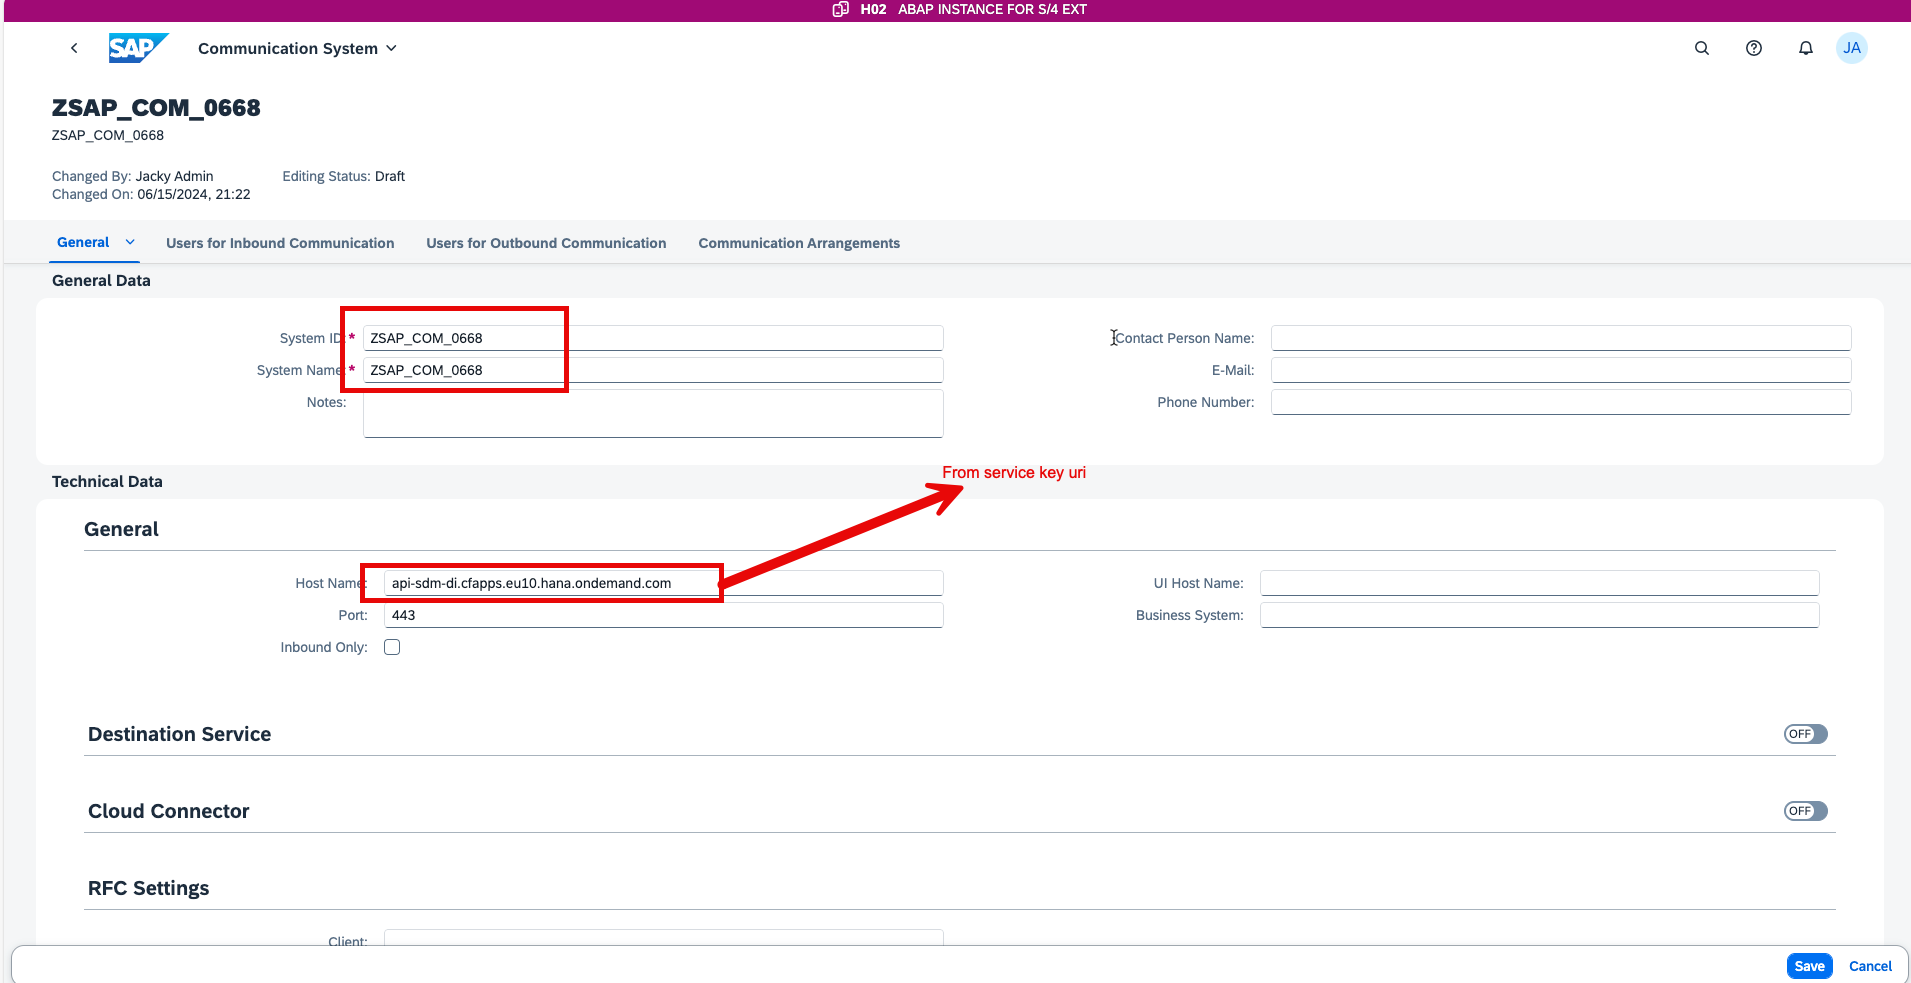 H02 ABAP INSTANCE FOR S/4 EXT
SAP Communication System
JA
ZSAP_COM_0668
ZSAP_COM_0668
Changed By: Jacky Admin
Editing Status: Draft
Changed On: 06/15/2024, 21:22
General
Users for Inbound Communication
Users for Outbound Communication
Communication Arrangements
General Data
System ID: * ZSAP_COM_0668
System Name: * ZSAP_COM_0668
Notes:
Contact Person Name:
E-Mail:
Phone Number:
From service key uri
Technical Data
General
Host Name: api-sdm-di.cfapps.eu10.hana.ondemand.com
Port: 443
Inbound Only:
UI Host Name:
Business System:
Destination Service
OFF
Cloud Connector
OFF
RFC Settings
Client:
Save
Cancel